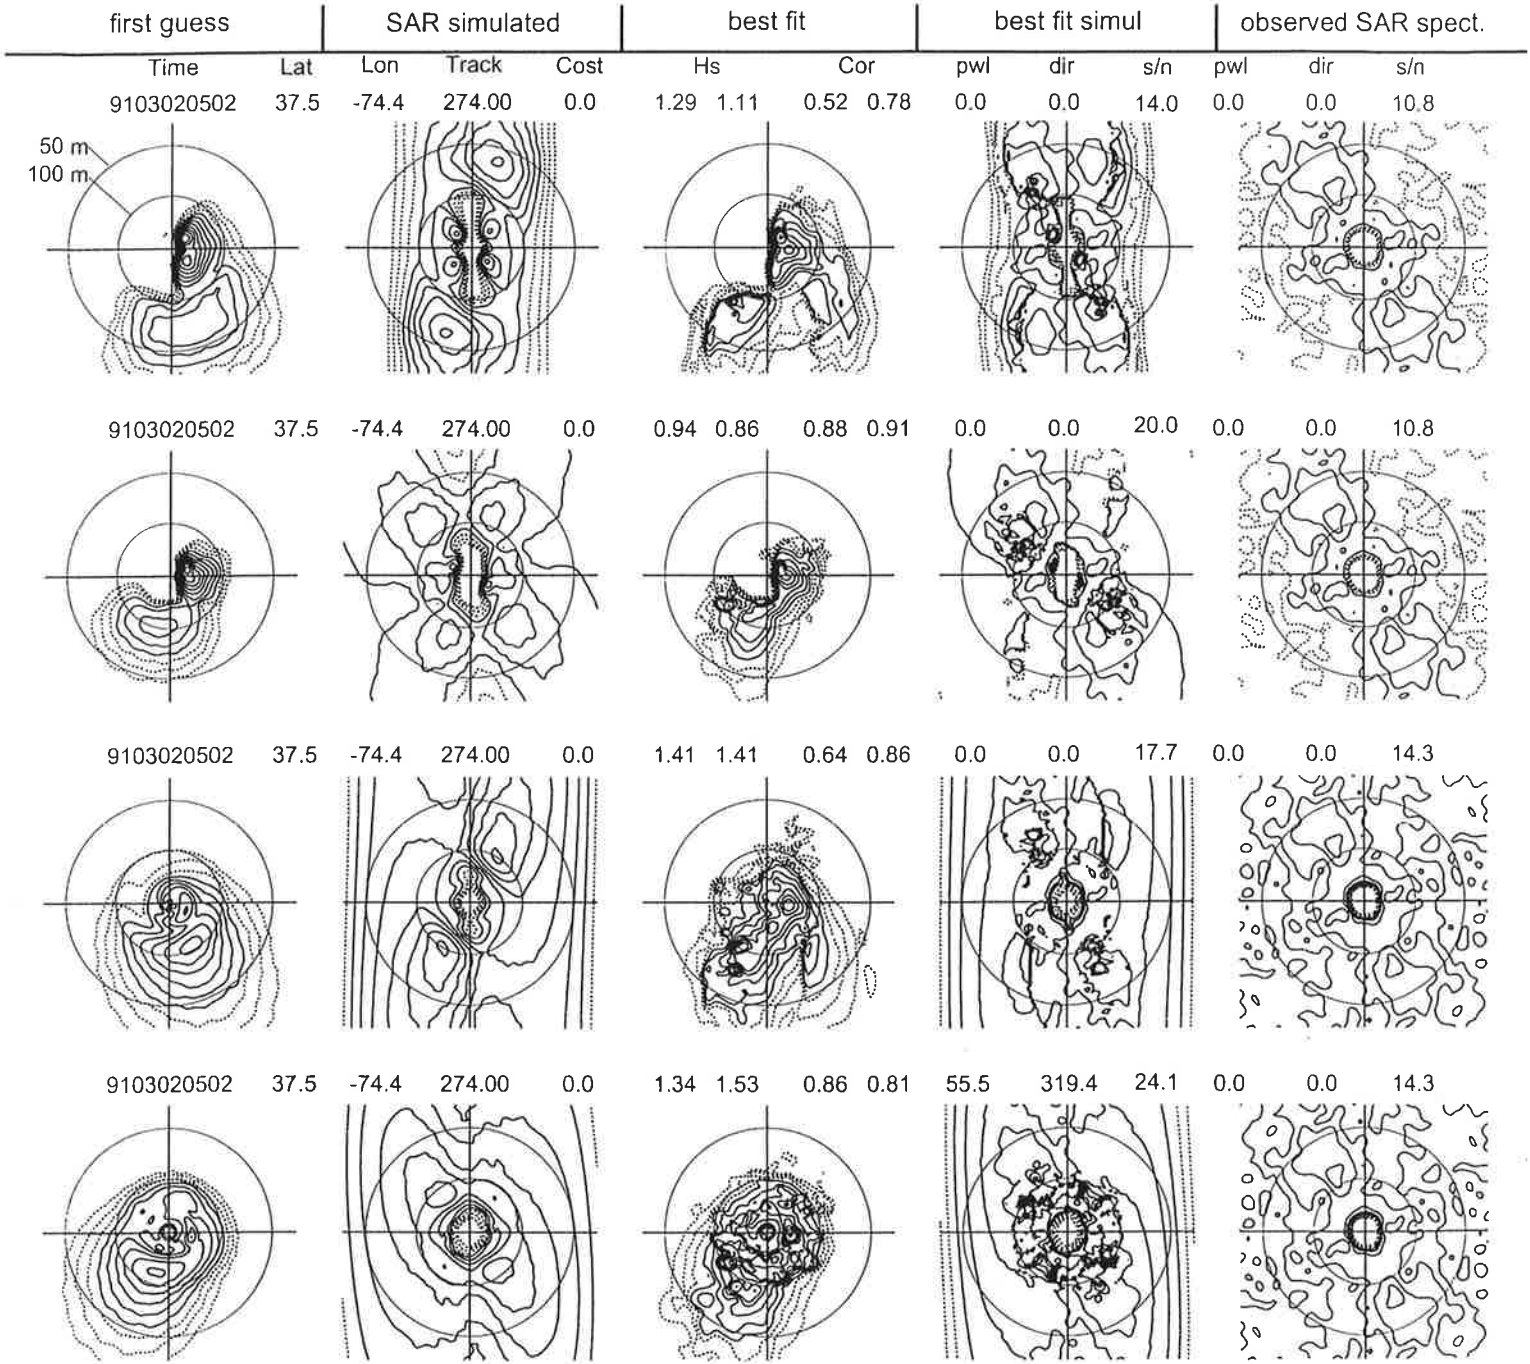 first guess SAR simulated best fit best fit simul observed SAR spect.
Time Lat Lon Track Cost Hs Cor pwl dir s/n pwl dir s/n
9103020502 37.5 -74.4 274.00 0.0 1.29 1.11 0.52 0.78 0.0 0.0 14.0 0.0 0.0 10.8
50 m
100 m
9103020502 37.5 -74.4 274.00 0.0 0.94 0.86 0.88 0.91 0.0 0.0 20.0 0.0 0.0 10.8
9103020502 37.5 -74.4 274.00 0.0 1.41 1.41 0.64 0.86 0.0 0.0 17.7 0.0 0.0 14.3
9103020502 37.5 -74.4 274.00 0.0 1.34 1.53 0.86 0.81 55.5 319.4 24.1 0.0 0.0 14.3